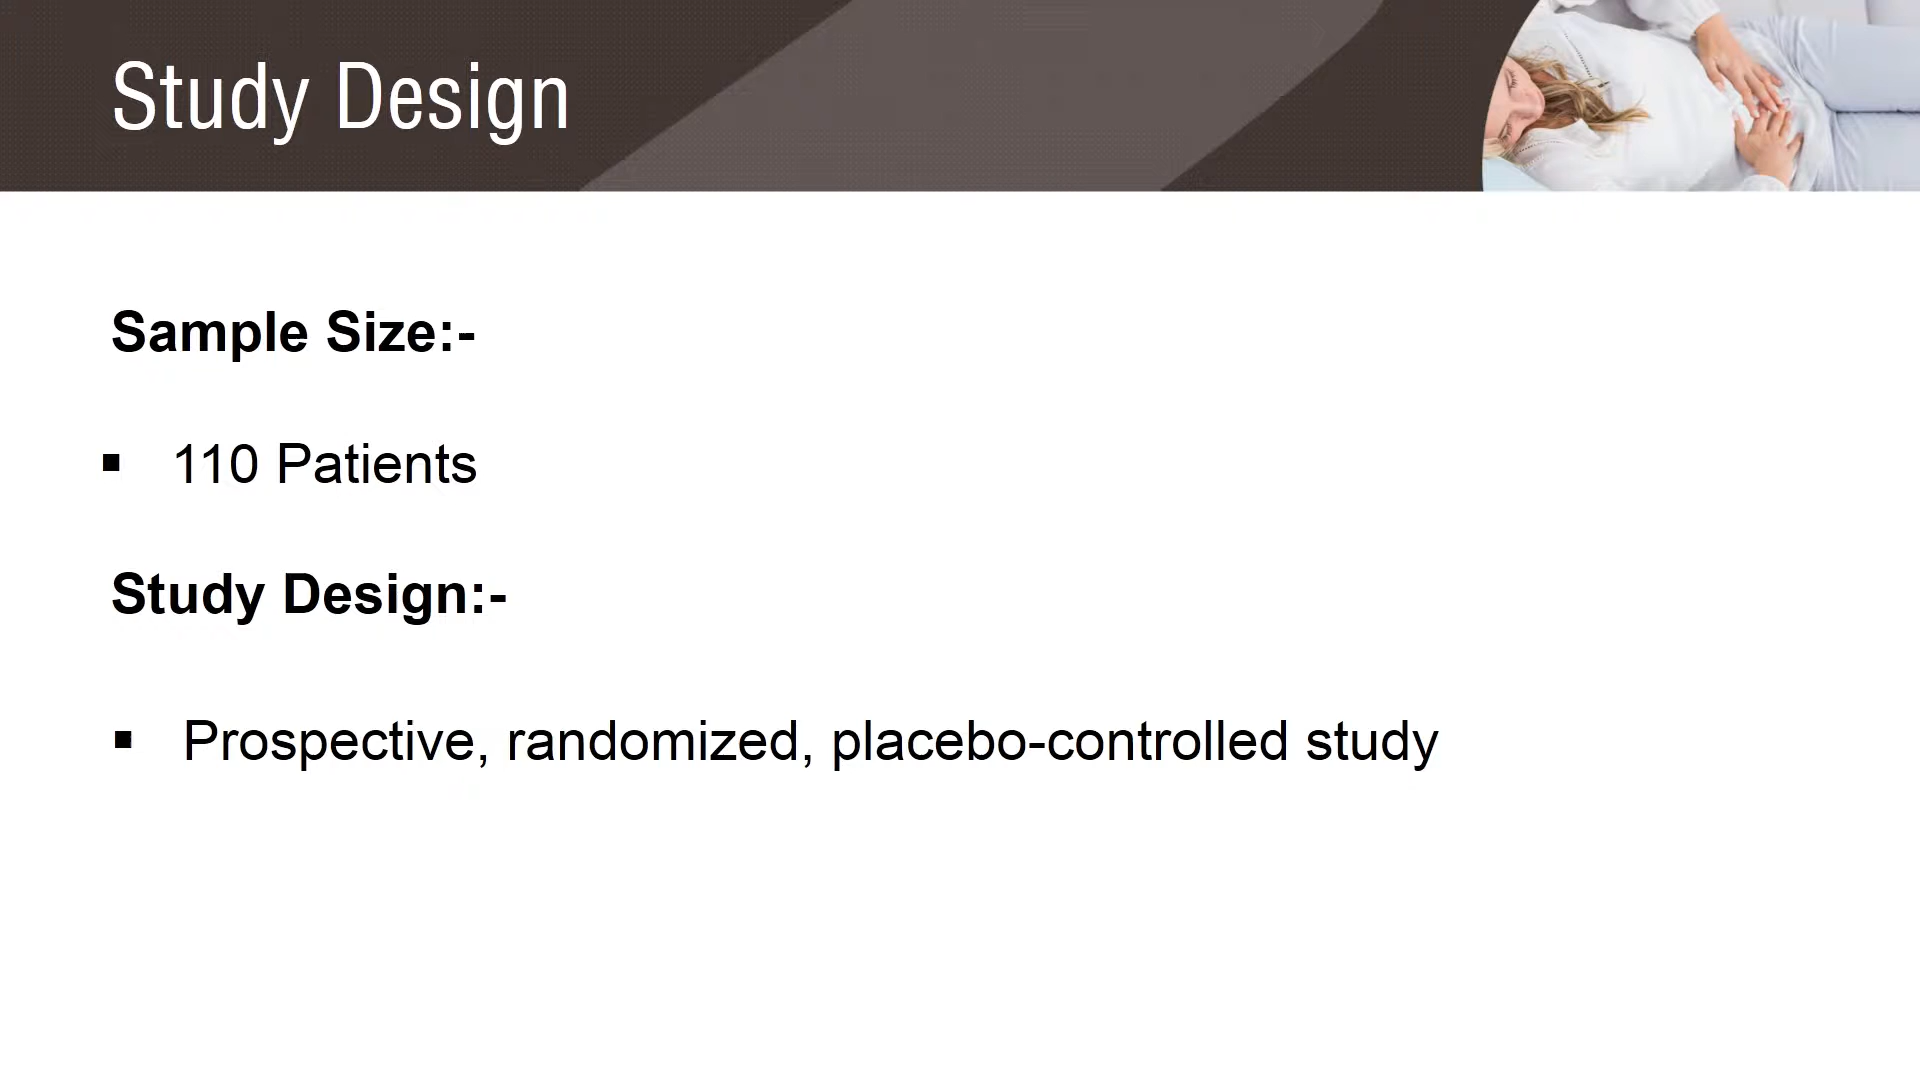 Study Design
Sample Size:-
▪ 110 Patients
Study Design:-
▪ Prospective, randomized, placebo-controlled study